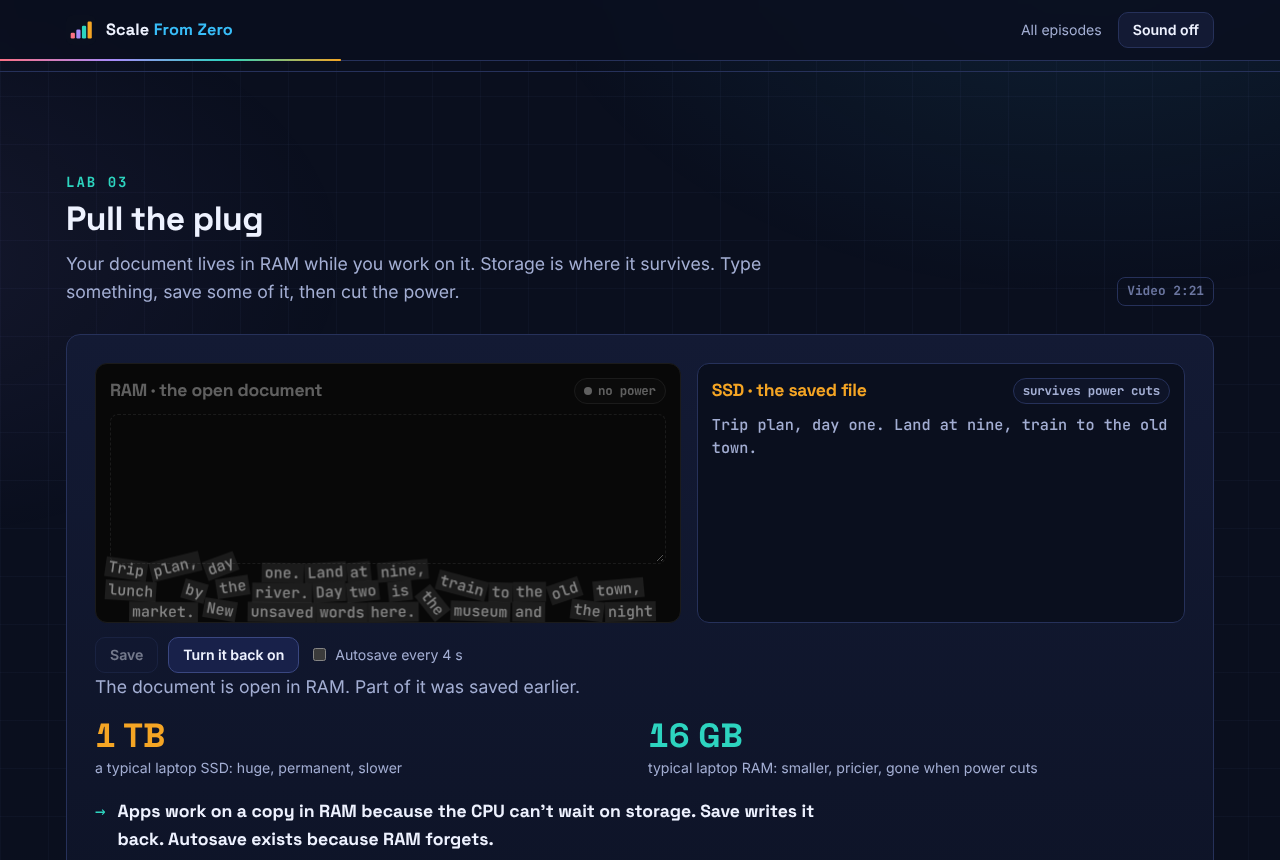 Scale From Zero
All episodes
Sound off
LAB 03
Pull the plug
Your document lives in RAM while you work on it. Storage is where it survives. Type
something, save some of it, then cut the power.
Video 2:21
RAM · the open document
no power
Trip plan, day one. Land at nine, train to the old town,
lunch by the river. Day two is the museum and the night
market. New unsaved words here.
SSD · the saved file
survives power cuts
Trip plan, day one. Land at nine, train to the old
town.
Save
Turn it back on
Autosave every 4 s
The document is open in RAM. Part of it was saved earlier.
1 TB
a typical laptop SSD: huge, permanent, slower
16 GB
typical laptop RAM: smaller, pricier, gone when power cuts
→ Apps work on a copy in RAM because the CPU can’t wait on storage. Save writes it
back. Autosave exists because RAM forgets.